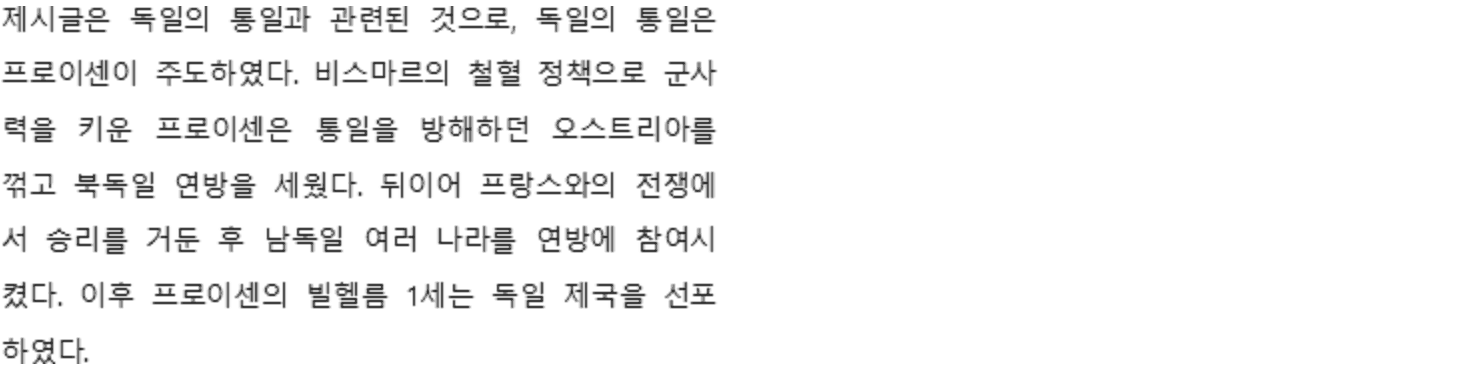 제시글은 독일의 통일과 관련된 것으로, 독일의 통일은
프로이센이 주도하였다. 비스마르의 철혈 정책으로 군사
력을 키운 프로이센은 통일을 방해하던 오스트리아를
꺾고 북독일 연방을 세웠다. 뒤이어 프랑스와의 전쟁에
서 승리를 거둔 후 남독일 여러 나라를 연방에 참여시
켰다. 이후 프로이센의 빌헬름 1세는 독일 제국을 선포
하였다.